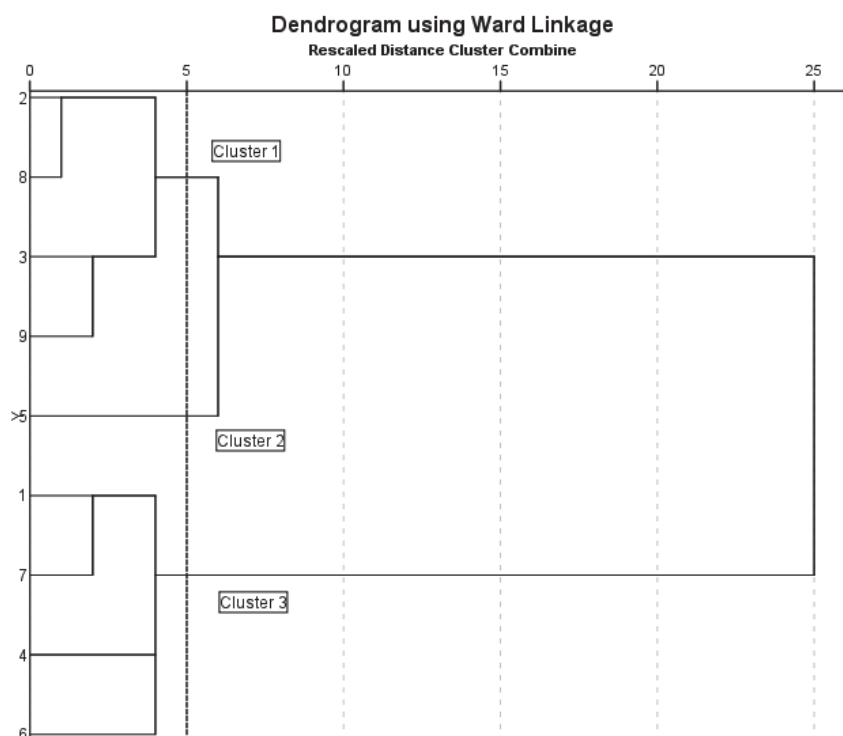 Dendrogram using Ward Linkage
Rescaled Distance Cluster Combine
0 5 10 15 20 25
2
Cluster 1
8
3
9
>5
Cluster 2
1
7
Cluster 3
4
6